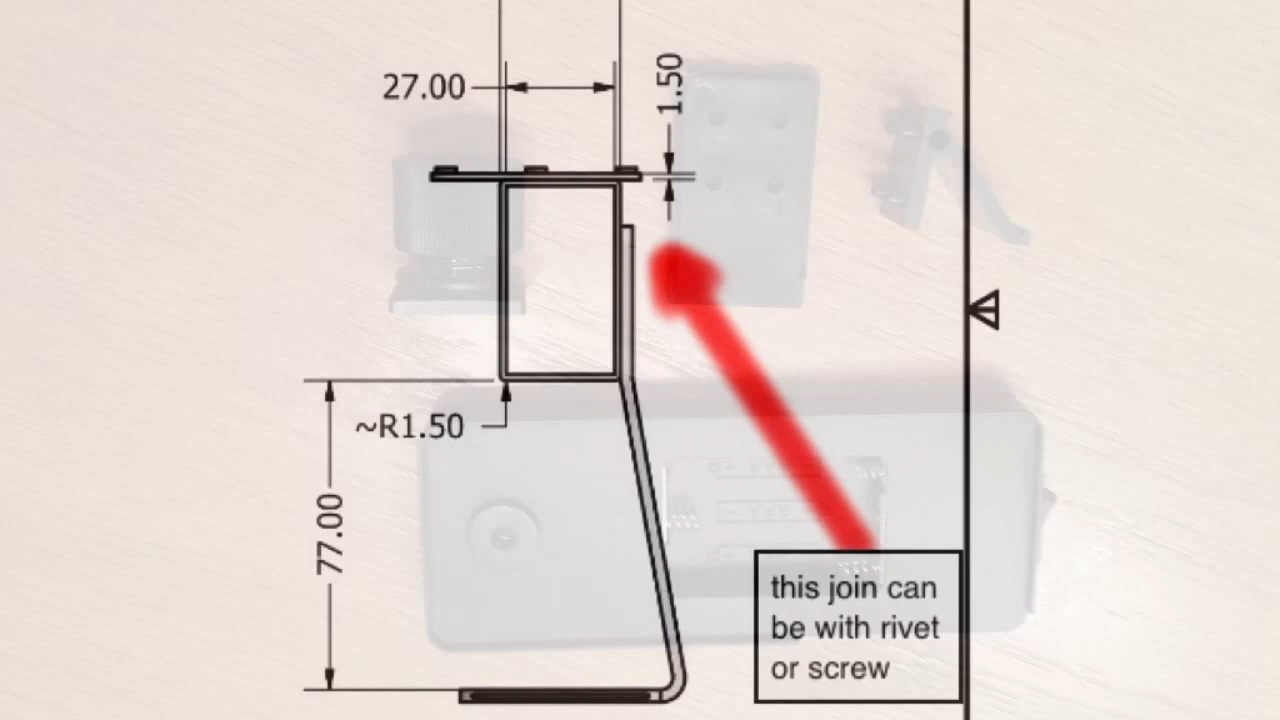 27.00
1.50
~R1.50
77.00
this join can
be with rivet
or screw